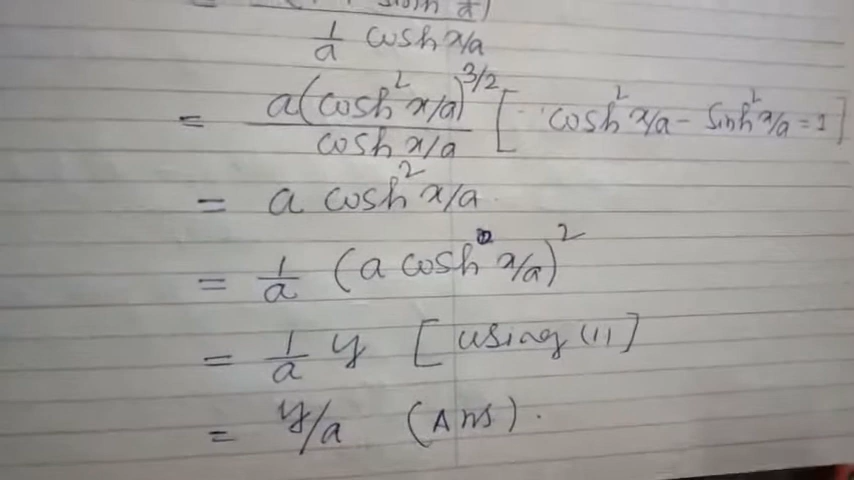 1/a cosh x/a
= a(cosh² x/a)^3/2 / cosh x/a [ cosh² x/a - sinh² x/a = 1 ]
= a cosh² x/a
= 1/a (a cosh x/a)²
= 1/a y [using (1)]
= y/a (Ans).